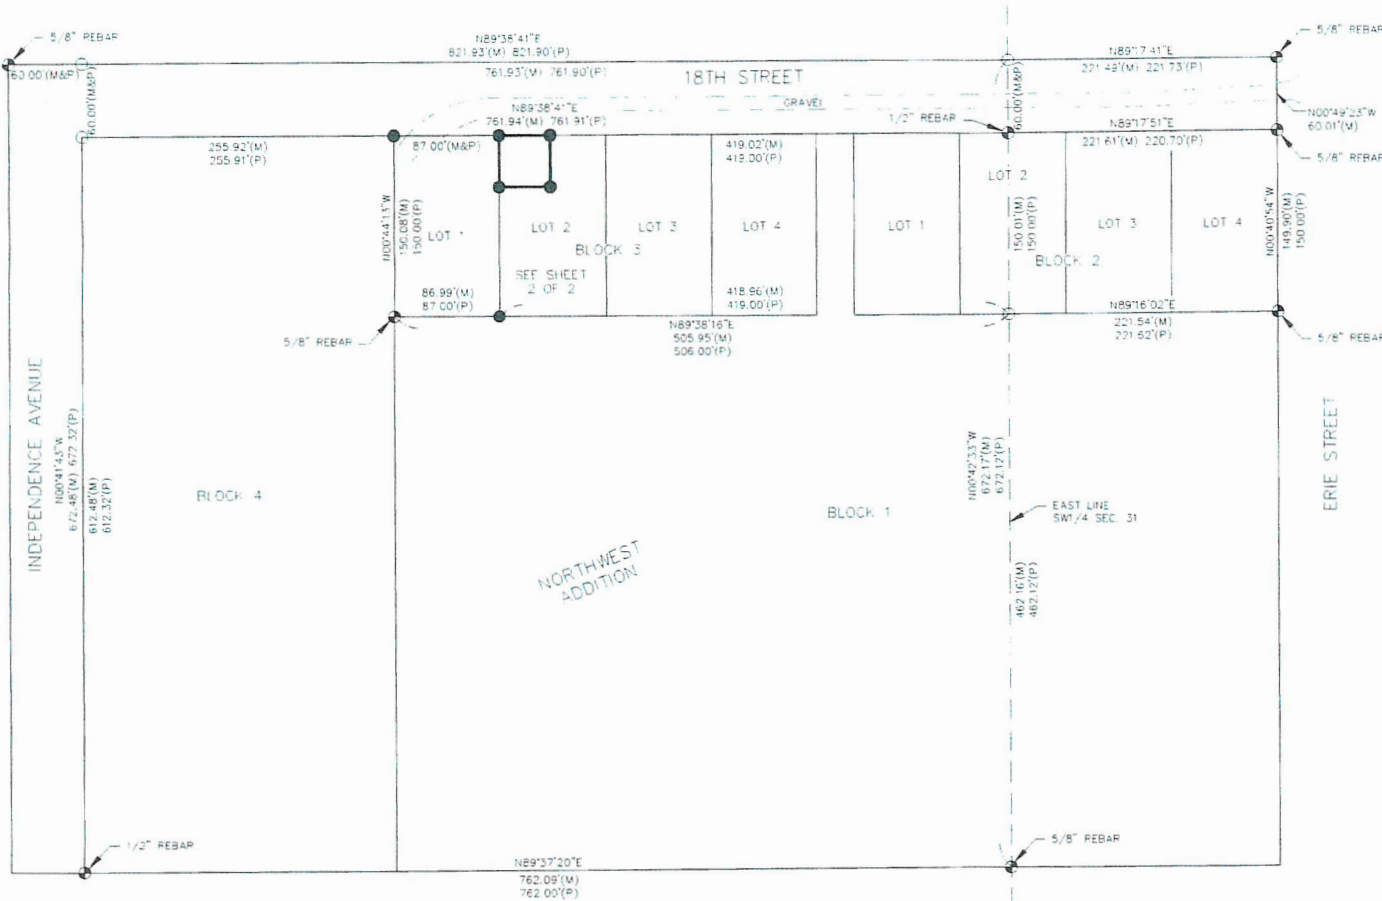 5/8" REBAR
N89°38'41"E
821.93'(M) 821.90'(P)
N89°17'41"E
221.49'(M) 221.73'(P)
5/8" REBAR
60.00'(M&P)
60.00'(M&P)
761.93'(M) 761.90'(P)
18TH STREET
GRAVEL
60.00'(M&P)
N00°49'23"W
60.01'(M)
N89°38'41"E
761.94'(M) 761.91'(P)
1/2" REBAR
N89°17'51"E
221.61'(M) 220.70'(P)
5/8" REBAR
255.92'(M)
255.91'(P)
87.00'(M&P)
419.02'(M)
419.00'(P)
N00°44'13"W
150.08'(M)
150.00'(P)
LOT 1
LOT 2
LOT 3
LOT 4
BLOCK 3
SEE SHEET
2 OF 2
LOT 1
LOT 2
LOT 3
LOT 4
150.01'(M)
150.00'(P)
BLOCK 2
N00°40'54"W
149.90'(M)
150.00'(P)
86.99'(M)
87.00'(P)
418.96'(M)
419.00'(P)
5/8" REBAR
N89°38'16"E
505.95'(M)
506.00'(P)
N89°16'02"E
221.54'(M)
221.62'(P)
5/8" REBAR
INDEPENDENCE AVENUE
N00°41'43"W
672.48'(M) 672.32'(P)
612.48'(M)
612.32'(P)
BLOCK 4
NORTHWEST
ADDITION
BLOCK 1
N00°42'33"W
672.17'(M)
672.12'(P)
EAST LINE
SW1/4 SEC. 31
462.16'(M)
462.12'(P)
ERIE STREET
1/2" REBAR
N89°37'20"E
762.09'(M)
762.00'(P)
5/8" REBAR